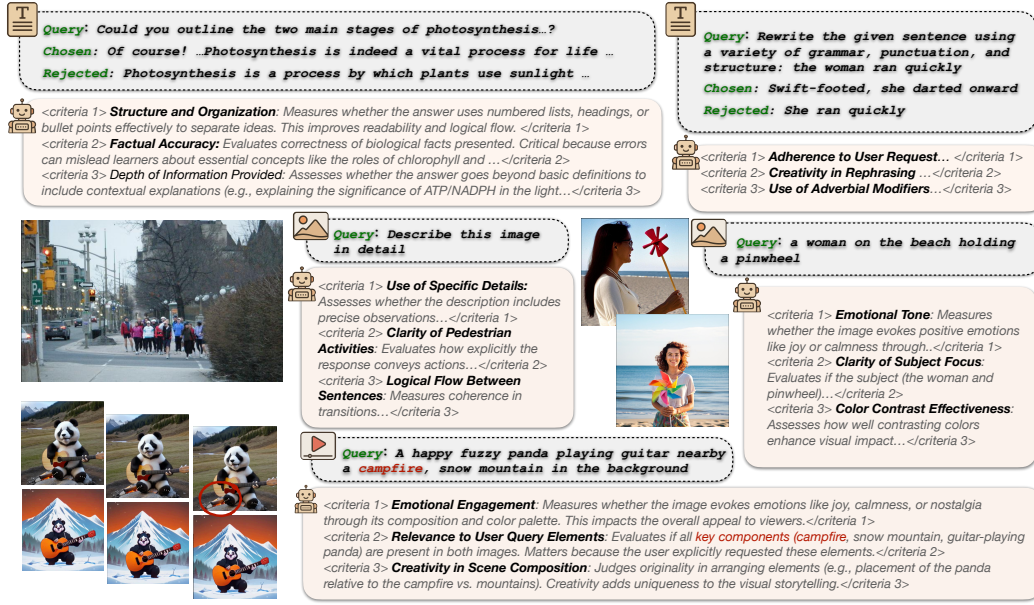 T
Query: Could you outline the two main stages of photosynthesis…?
Chosen: Of course! …Photosynthesis is indeed a vital process for life …
Rejected: Photosynthesis is a process by which plants use sunlight …
<criteria 1> Structure and Organization: Measures whether the answer uses numbered lists, headings, or
bullet points effectively to separate ideas. This improves readability and logical flow. </criteria 1>
<criteria 2> Factual Accuracy: Evaluates correctness of biological facts presented. Critical because errors
can mislead learners about essential concepts like the roles of chlorophyll and …</criteria 2>
<criteria 3> Depth of Information Provided: Assesses whether the answer goes beyond basic definitions to
include contextual explanations (e.g., explaining the significance of ATP/NADPH in the light…</criteria 3>
T
Query: Rewrite the given sentence using
a variety of grammar, punctuation, and
structure: the woman ran quickly
Chosen: Swift-footed, she darted onward
Rejected: She ran quickly
<criteria 1> Adherence to User Request… </criteria 1>
<criteria 2> Creativity in Rephrasing …</criteria 2>
<criteria 3> Use of Adverbial Modifiers…</criteria 3>
Query: Describe this image
in detail
<criteria 1> Use of Specific Details:
Assesses whether the description includes
precise observations…</criteria 1>
<criteria 2> Clarity of Pedestrian
Activities: Evaluates how explicitly the
response conveys actions…</criteria 2>
<criteria 3> Logical Flow Between
Sentences: Measures coherence in
transitions…</criteria 3>
Query: a woman on the beach holding
a pinwheel
<criteria 1> Emotional Tone: Measures
whether the image evokes positive emotions
like joy or calmness through..</criteria 1>
<criteria 2> Clarity of Subject Focus:
Evaluates if the subject (the woman and
pinwheel)…</criteria 2>
<criteria 3> Color Contrast Effectiveness:
Assesses how well contrasting colors
enhance visual impact…</criteria 3>
Query: A happy fuzzy panda playing guitar nearby
a campfire, snow mountain in the background
<criteria 1> Emotional Engagement: Measures whether the image evokes emotions like joy, calmness, or nostalgia
through its composition and color palette. This impacts the overall appeal to viewers.</criteria 1>
<criteria 2> Relevance to User Query Elements: Evaluates if all key components (campfire, snow mountain, guitar-playing
panda) are present in both images. Matters because the user explicitly requested these elements.</criteria 2>
<criteria 3> Creativity in Scene Composition: Judges originality in arranging elements (e.g., placement of the panda
relative to the campfire vs. mountains). Creativity adds uniqueness to the visual storytelling.</criteria 3>